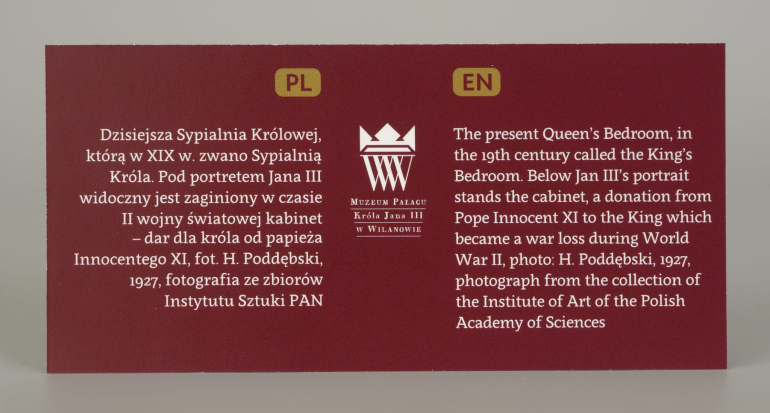 PL
Dzisiejsza Sypialnia Królowej,
którą w XIX w. zwano Sypialnią
Króla. Pod portretem Jana III
widoczny jest zaginiony w czasie
II wojny światowej kabinet
– dar dla króla od papieża
Innocentego XI, fot. H. Poddębski,
1927, fotografia ze zbiorów
Instytutu Sztuki PAN
MUZEUM PAŁACU
Króla Jana III
W WILANOWIE
EN
The present Queen's Bedroom, in
the 19th century called the King's
Bedroom. Below Jan III's portrait
stands the cabinet, a donation from
Pope Innocent XI to the King which
became a war loss during World
War II, photo: H. Poddębski, 1927,
photograph from the collection of
the Institute of Art of the Polish
Academy of Sciences